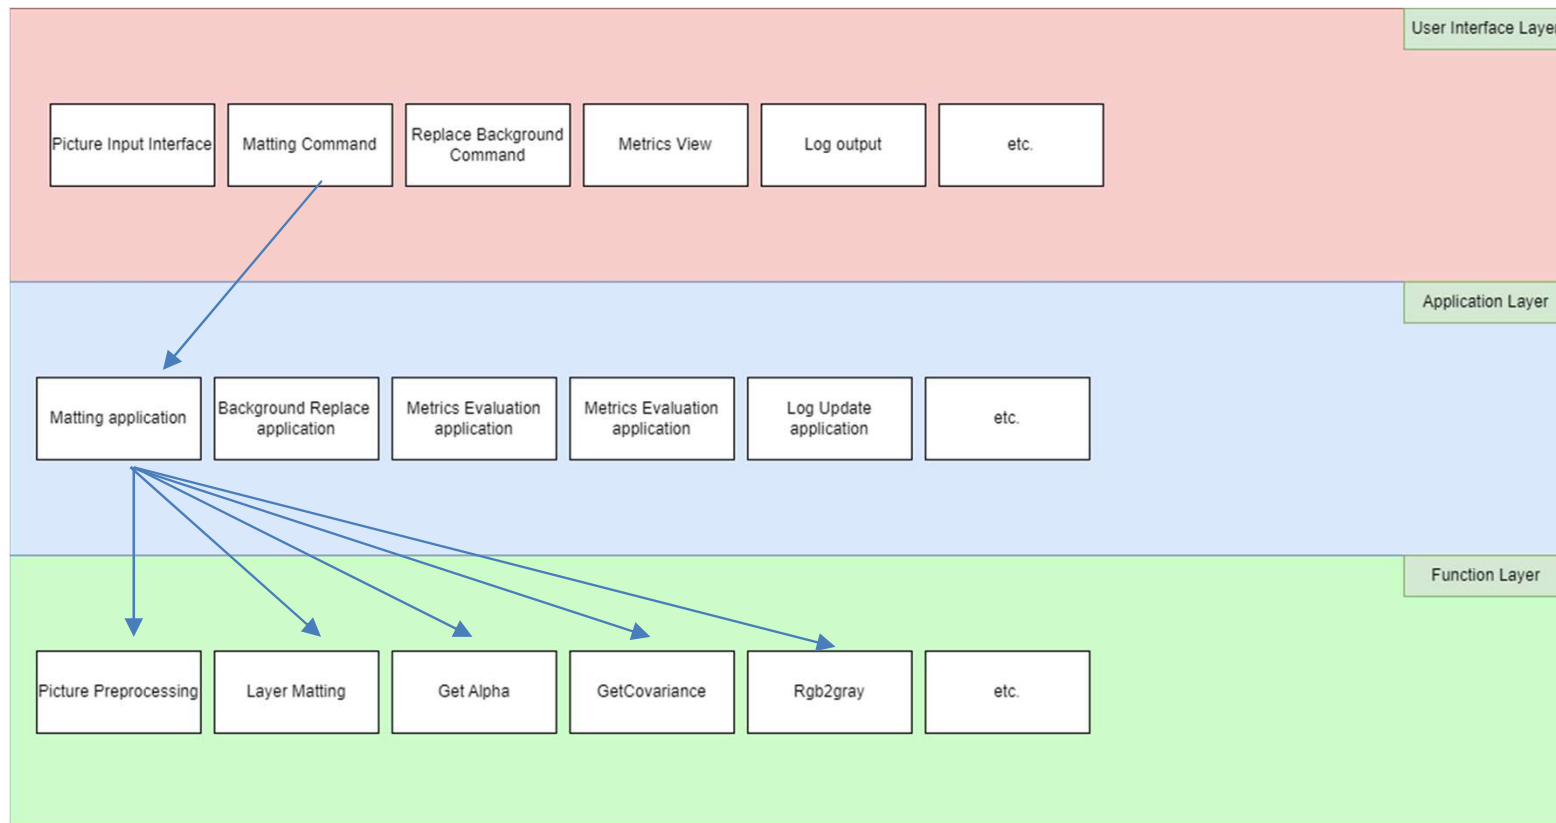 User Interface Layer
Picture Input Interface
Matting Command
Replace Background
Command
Metrics View
Log output
etc.
Application Layer
Matting application
Background Replace
application
Metrics Evaluation
application
Metrics Evaluation
application
Log Update
application
etc.
Function Layer
Picture Preprocessing
Layer Matting
Get Alpha
GetCovariance
Rgb2gray
etc.